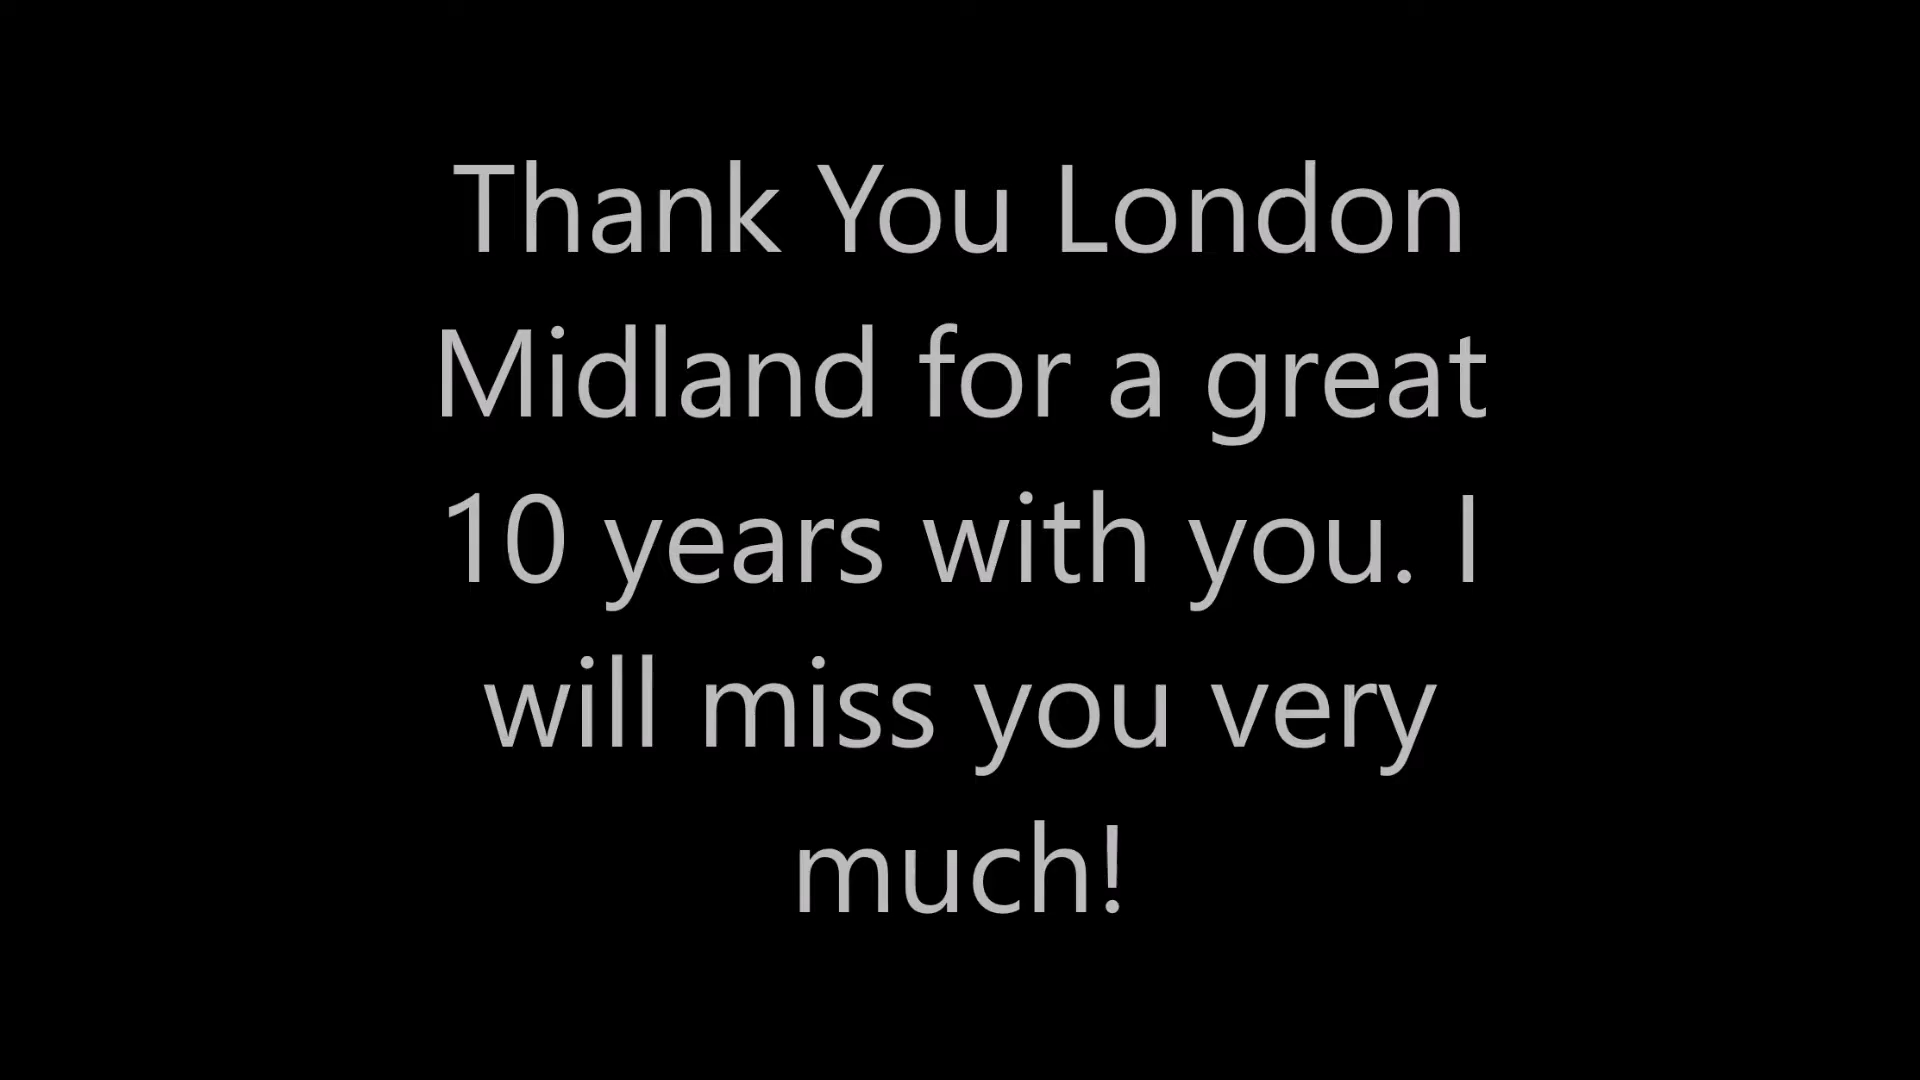 Thank You London
Midland for a great
10 years with you. I
will miss you very
much!